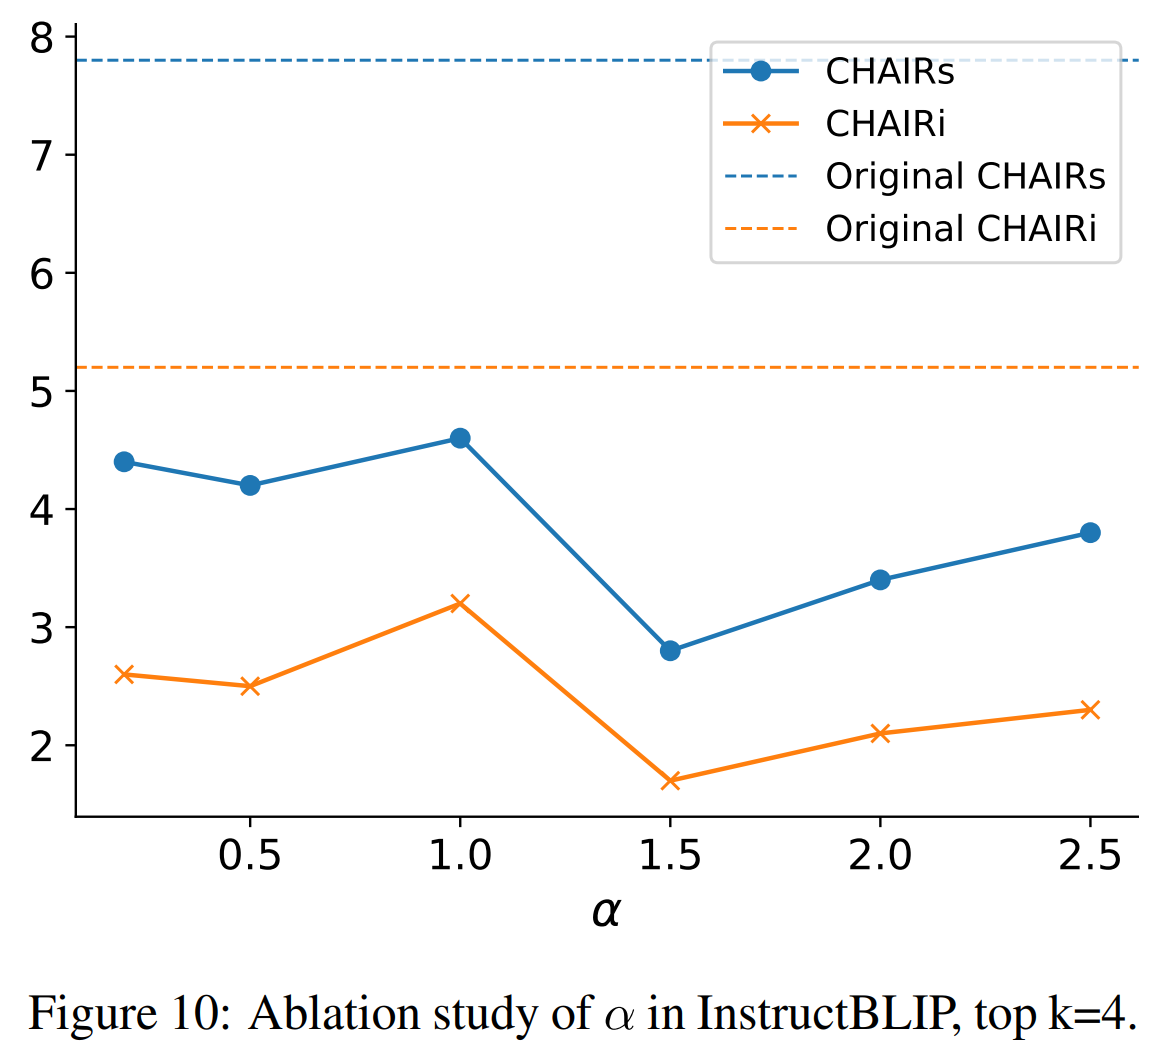 8
7
6
5
4
3
2
CHAIRs
CHAIRi
Original CHAIRs
Original CHAIRi
0.5 1.0 1.5 2.0 2.5
α
Figure 10: Ablation study of α in InstructBLIP, top k=4.